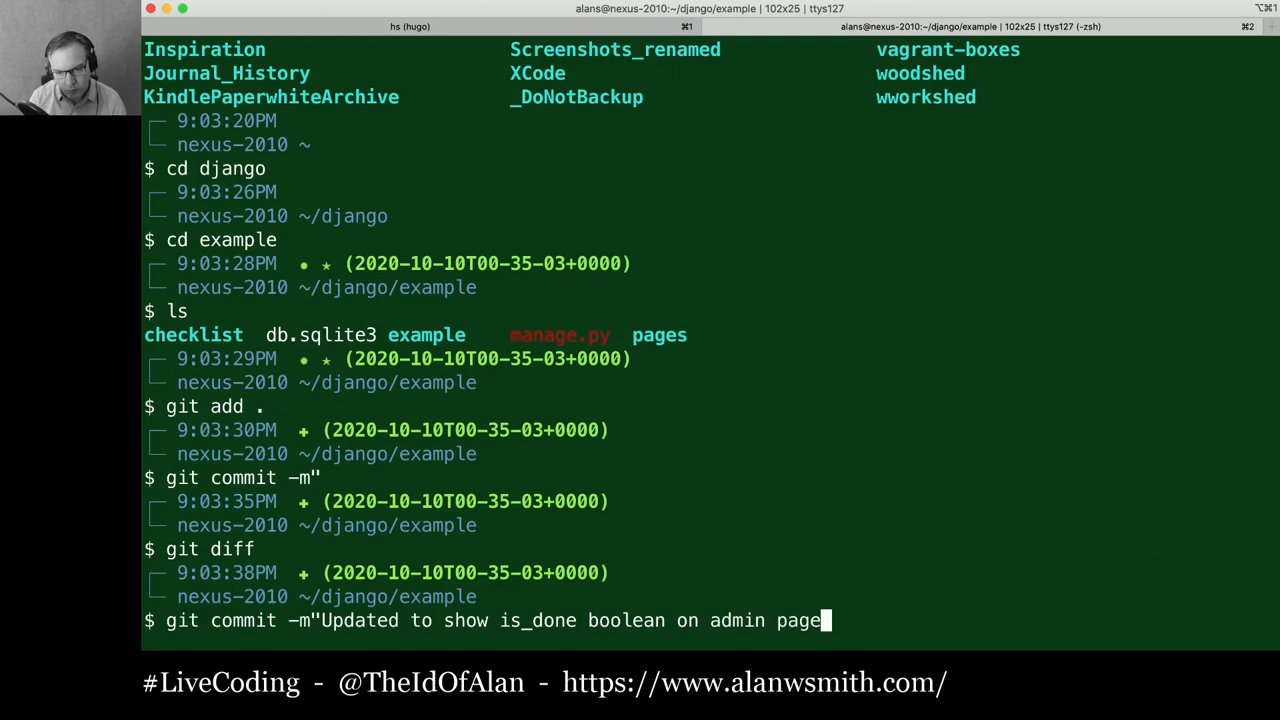 alans@nexus-2010:~/django/example | 102x25 | ttys127
⌥⌘1
hs (hugo) ⌘1 alans@nexus-2010:~/django/example | 102x25 | ttys127 (-zsh) ⌘2
Inspiration Screenshots_renamed vagrant-boxes
Journal_History XCode woodshed
KindlePaperwhiteArchive _DoNotBackup wworkshed
9:03:20PM
nexus-2010 ~
$ cd django
9:03:26PM
nexus-2010 ~/django
$ cd example
9:03:28PM ● ★ (2020-10-10T00-35-03+0000)
nexus-2010 ~/django/example
$ ls
checklist db.sqlite3 example manage.py pages
9:03:29PM ● ★ (2020-10-10T00-35-03+0000)
nexus-2010 ~/django/example
$ git add .
9:03:30PM ✚ (2020-10-10T00-35-03+0000)
nexus-2010 ~/django/example
$ git commit -m"
9:03:35PM ✚ (2020-10-10T00-35-03+0000)
nexus-2010 ~/django/example
$ git diff
9:03:38PM ✚ (2020-10-10T00-35-03+0000)
nexus-2010 ~/django/example
$ git commit -m"Updated to show is_done boolean on admin page
#LiveCoding - @TheIdOfAlan - https://www.alanwsmith.com/